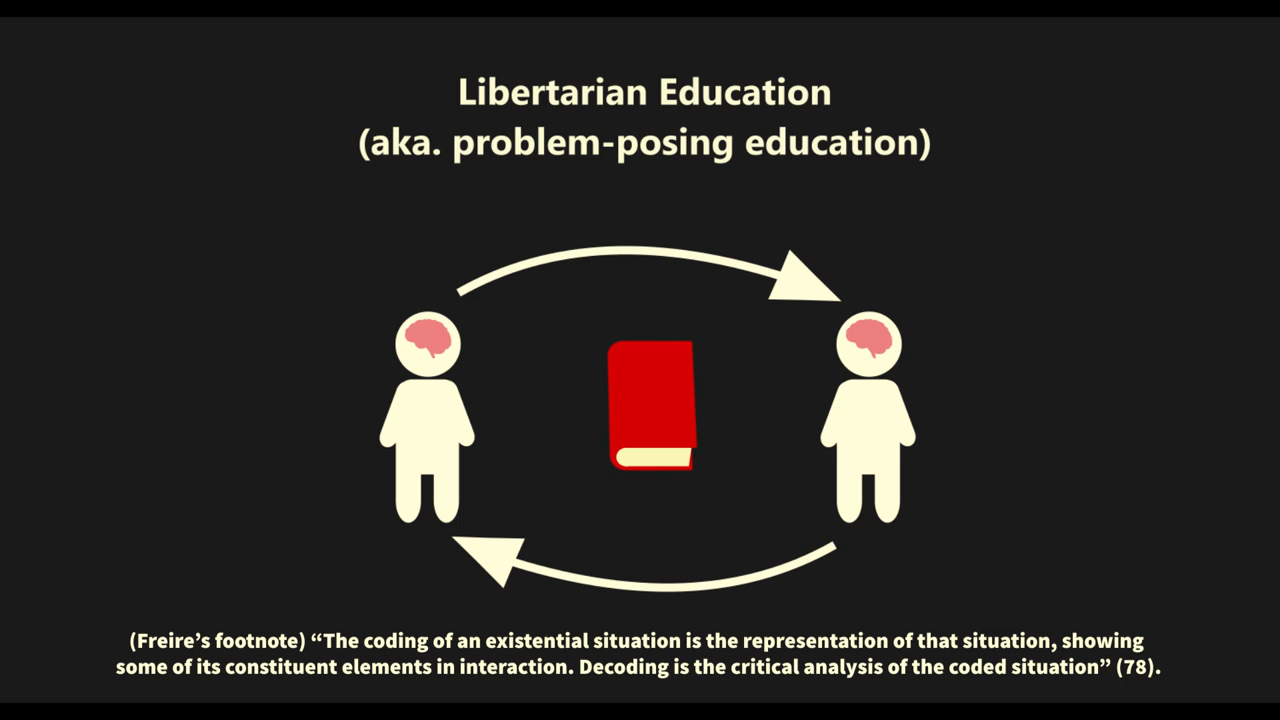 Libertarian Education
(aka. problem-posing education)
(Freire’s footnote) “The coding of an existential situation is the representation of that situation, showing
some of its constituent elements in interaction. Decoding is the critical analysis of the coded situation” (78).